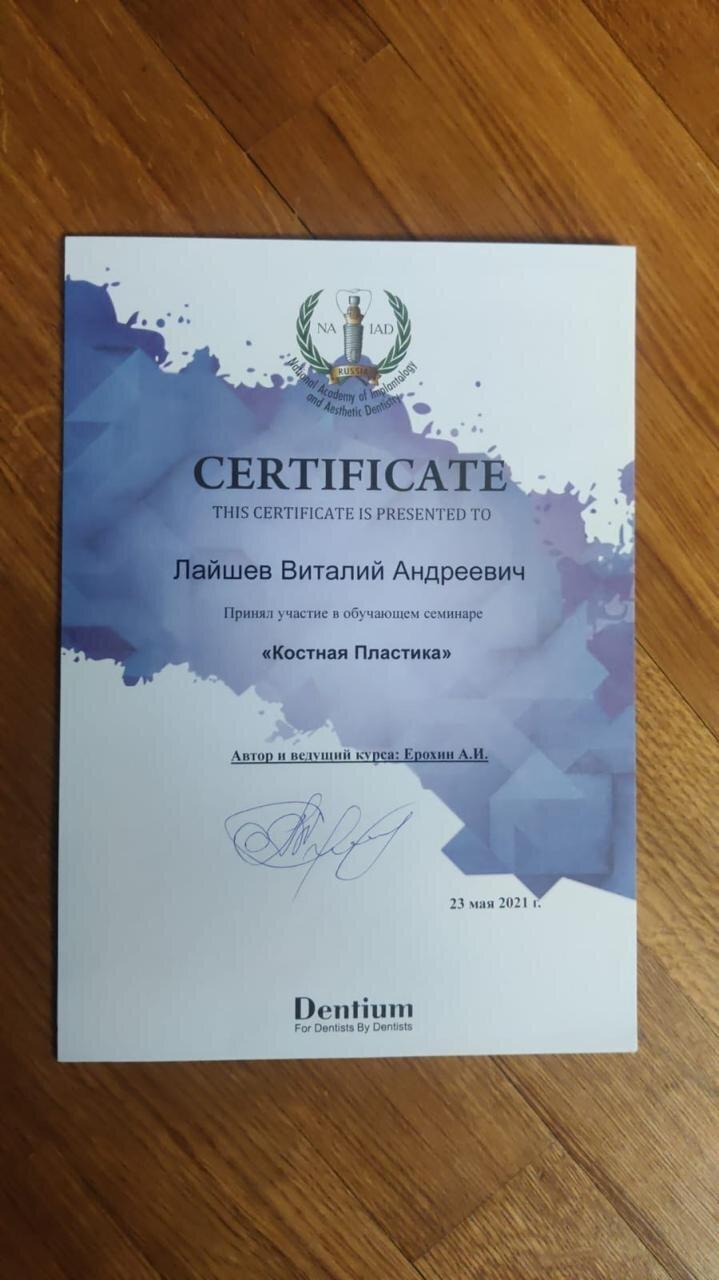 NA IAD
RUSSIA
National Academy of Implantology
and Aesthetic Dentistry
CERTIFICATE
THIS CERTIFICATE IS PRESENTED TO
Лайшев Виталий Андреевич
Принял участие в обучающем семинаре
«Костная Пластика»
Автор и ведущий курса: Ерохин А.И.
23 мая 2021 г.
Dentium
For Dentists By Dentists